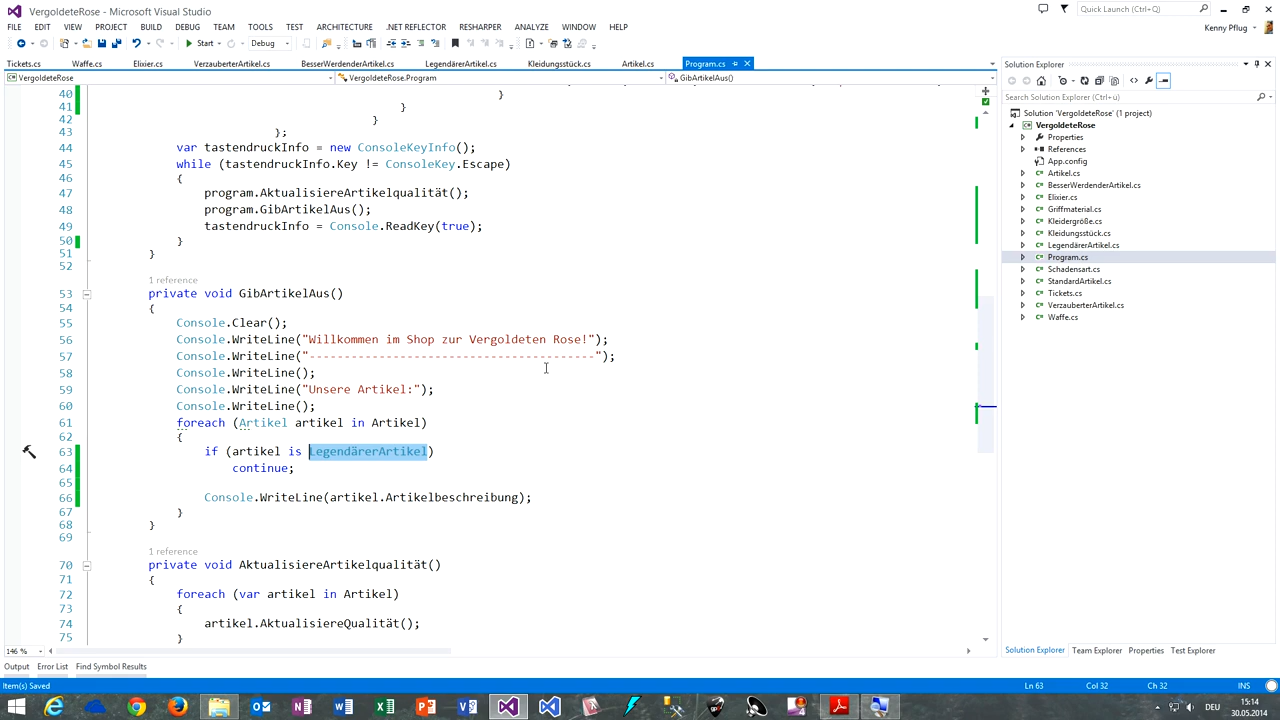 VergoldeteRose - Microsoft Visual Studio
Quick Launch (Ctrl+Q)
FILE EDIT VIEW PROJECT BUILD DEBUG TEAM TOOLS TEST ARCHITECTURE .NET REFLECTOR RESHARPER ANALYZE WINDOW HELP
Kenny Pflug
Start Debug
Tickets.cs Waffe.cs Elixier.cs VerzauberterArtikel.cs BesserWerdenderArtikel.cs LegendärerArtikel.cs Kleidungsstück.cs Artikel.cs Program.cs
VergoldeteRose VergoldeteRose.Program GibArtikelAus()
40 }
41 }
42 }
43 };
44 var tastendruckInfo = new ConsoleKeyInfo();
45 while (tastendruckInfo.Key != ConsoleKey.Escape)
46 {
47 program.AktualisiereArtikelqualität();
48 program.GibArtikelAus();
49 tastendruckInfo = Console.ReadKey(true);
50 }
51 }
52
1 reference
53 private void GibArtikelAus()
54 {
55 Console.Clear();
56 Console.WriteLine("Willkommen im Shop zur Vergoldeten Rose!");
57 Console.WriteLine("-----------------------------------------");
58 Console.WriteLine();
59 Console.WriteLine("Unsere Artikel:");
60 Console.WriteLine();
61 foreach (Artikel artikel in Artikel)
62 {
63 if (artikel is LegendärerArtikel)
64 continue;
65
66 Console.WriteLine(artikel.Artikelbeschreibung);
67 }
68 }
69
1 reference
70 private void AktualisiereArtikelqualität()
71 {
72 foreach (var artikel in Artikel)
73 {
74 artikel.AktualisiereQualität();
75 }
146 %
Output Error List Find Symbol Results
Solution Explorer
Search Solution Explorer (Ctrl+ü)
Solution 'VergoldeteRose' (1 project)
VergoldeteRose
Properties
References
App.config
Artikel.cs
BesserWerdenderArtikel.cs
Elixier.cs
Griffmaterial.cs
Kleidergröße.cs
Kleidungsstück.cs
LegendärerArtikel.cs
Program.cs
Schadensart.cs
StandardArtikel.cs
Tickets.cs
VerzauberterArtikel.cs
Waffe.cs
Solution Explorer Team Explorer Properties Test Explorer
Item(s) Saved Ln 63 Col 32 Ch 32 INS
DEU
15:14
30.05.2014